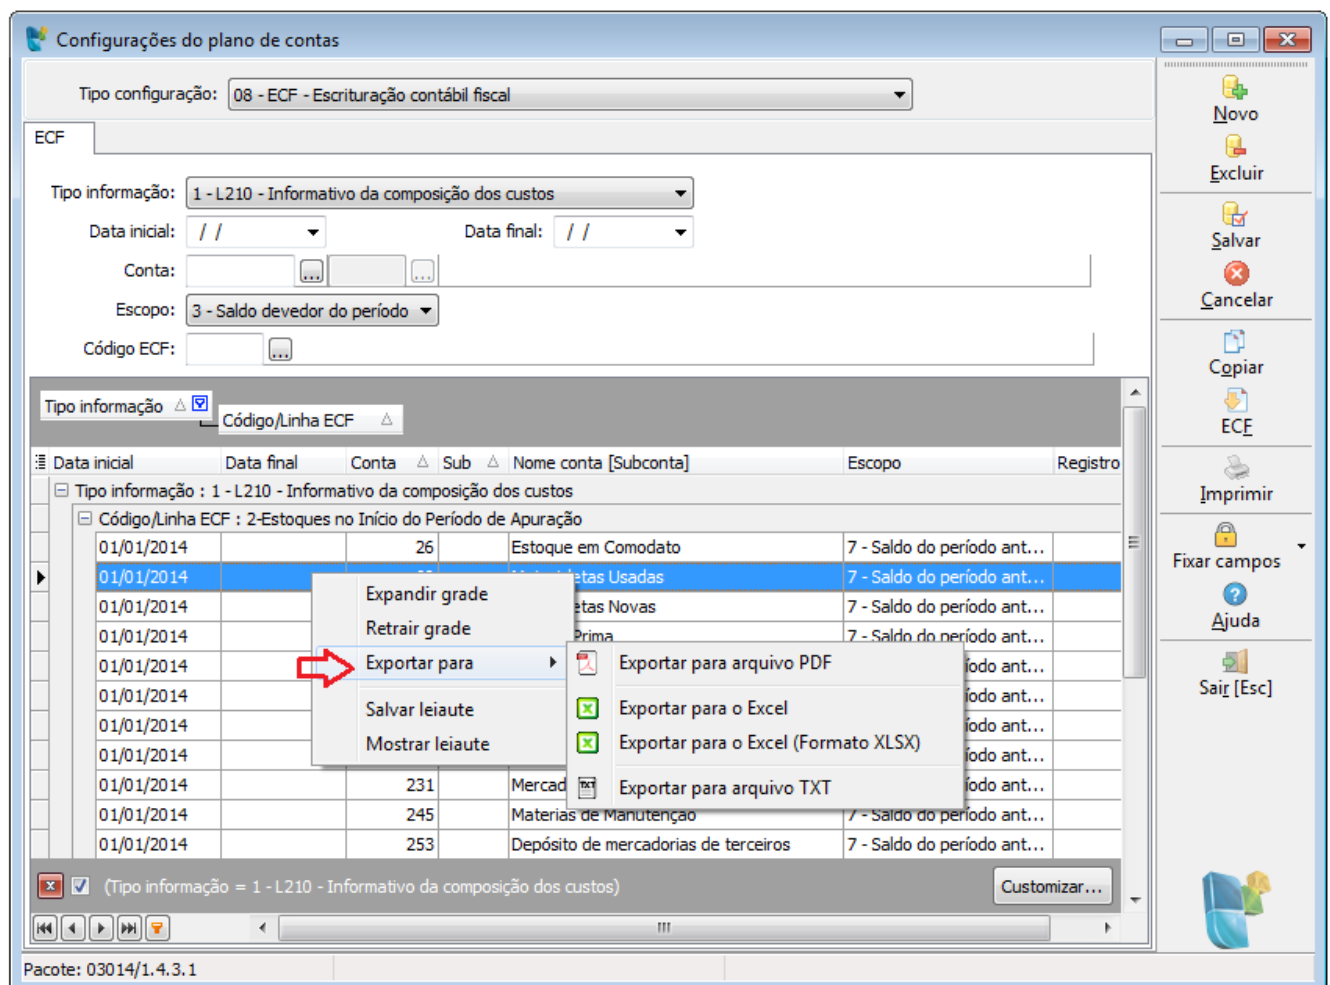 Configurações do plano de contas
Tipo configuração: 08 - ECF - Escrituração contábil fiscal
ECF
Tipo informação: 1 - L210 - Informativo da composição dos custos
Data inicial: / / Data final: / /
Conta: ... ...
Escopo: 3 - Saldo devedor do período
Código ECF: ...
Tipo informação
Código/Linha ECF
Data inicial Data final Conta Sub Nome conta [Subconta] Escopo Registro
Tipo informação : 1 - L210 - Informativo da composição dos custos
Código/Linha ECF : 2-Estoques no Início do Período de Apuração
01/01/2014 26 Estoque em Comodato 7 - Saldo do período ant...
01/01/2014 etas Usadas 7 - Saldo do período ant...
01/01/2014 etas Novas 7 - Saldo do período ant...
01/01/2014 Prima 7 - Saldo do período ant...
01/01/2014 íodo ant...
01/01/2014 íodo ant...
01/01/2014 íodo ant...
01/01/2014 íodo ant...
01/01/2014 231 Mercad íodo ant...
01/01/2014 245 Materias de Manutenção 7 - Saldo do período ant...
01/01/2014 253 Depósito de mercadorias de terceiros 7 - Saldo do período ant...
Expandir grade
Retrair grade
Exportar para
Salvar leiaute
Mostrar leiaute
Exportar para arquivo PDF
Exportar para o Excel
Exportar para o Excel (Formato XLSX)
TXT Exportar para arquivo TXT
(Tipo informação = 1 - L210 - Informativo da composição dos custos)
Customizar...
Pacote: 03014/1.4.3.1
Novo
Excluir
Salvar
Cancelar
Copiar
ECF
Imprimir
Fixar campos
Ajuda
Sair [Esc]